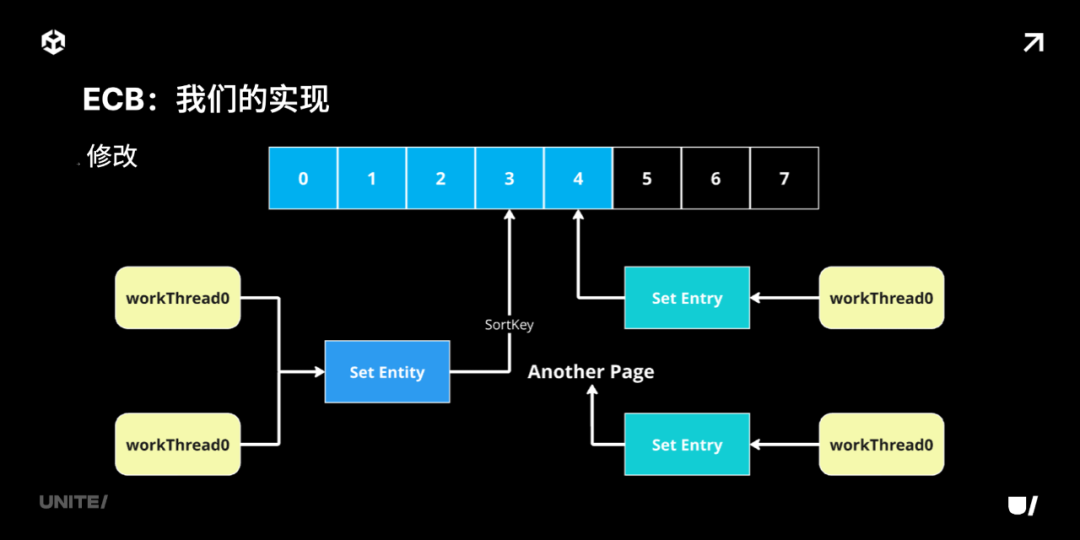 ECB：我们的实现
. 修改
0 1 2 3 4 5 6 7
workThread0
Set Entry
workThread0
SortKey
Set Entity
Another Page
workThread0
Set Entry
workThread0
UNITE/
U/